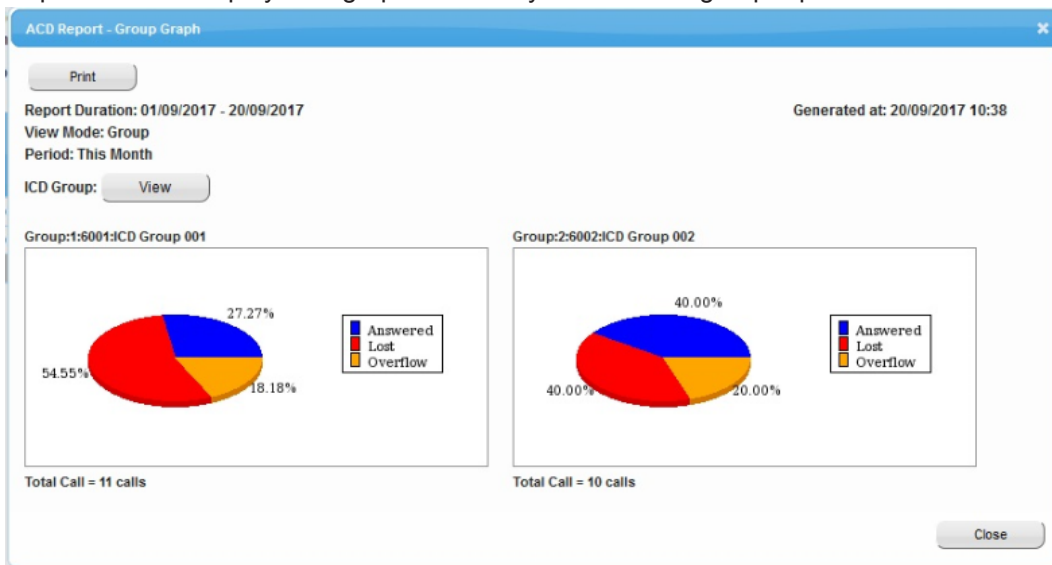 ACD Report - Group Graph
Print
Report Duration: 01/09/2017 - 20/09/2017
Generated at: 20/09/2017 10:38
View Mode: Group
Period: This Month
ICD Group: View
Group:1:6001:ICD Group 001
27.27%
54.55%
18.18%
Answered
Lost
Overflow
Total Call = 11 calls
Group:2:6002:ICD Group 002
40.00%
40.00%
20.00%
Answered
Lost
Overflow
Total Call = 10 calls
Close